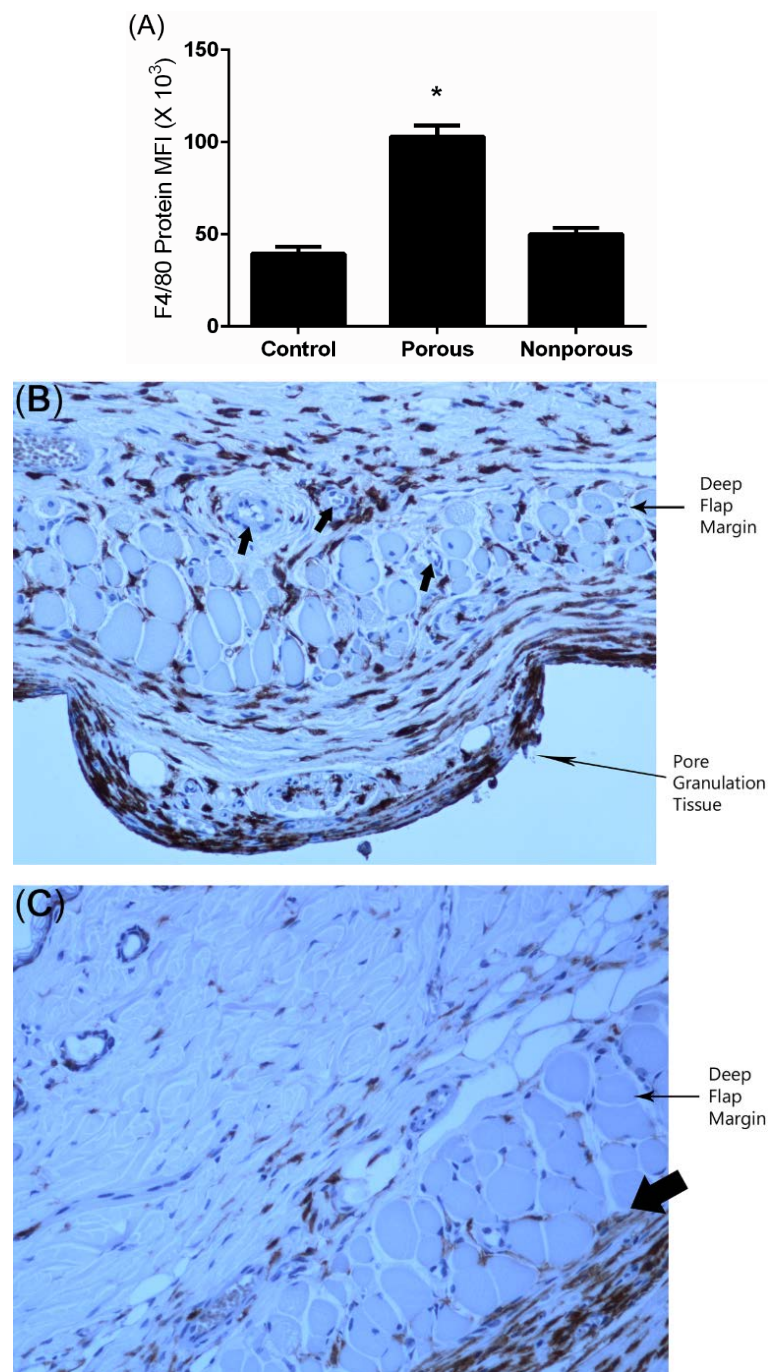 (A)
F4/80 Protein MFI (X 10³)
150
100
50
0
*
Control Porous Nonporous
(B)
Deep
Flap
Margin
Pore
Granulation
Tissue
(C)
Deep
Flap
Margin